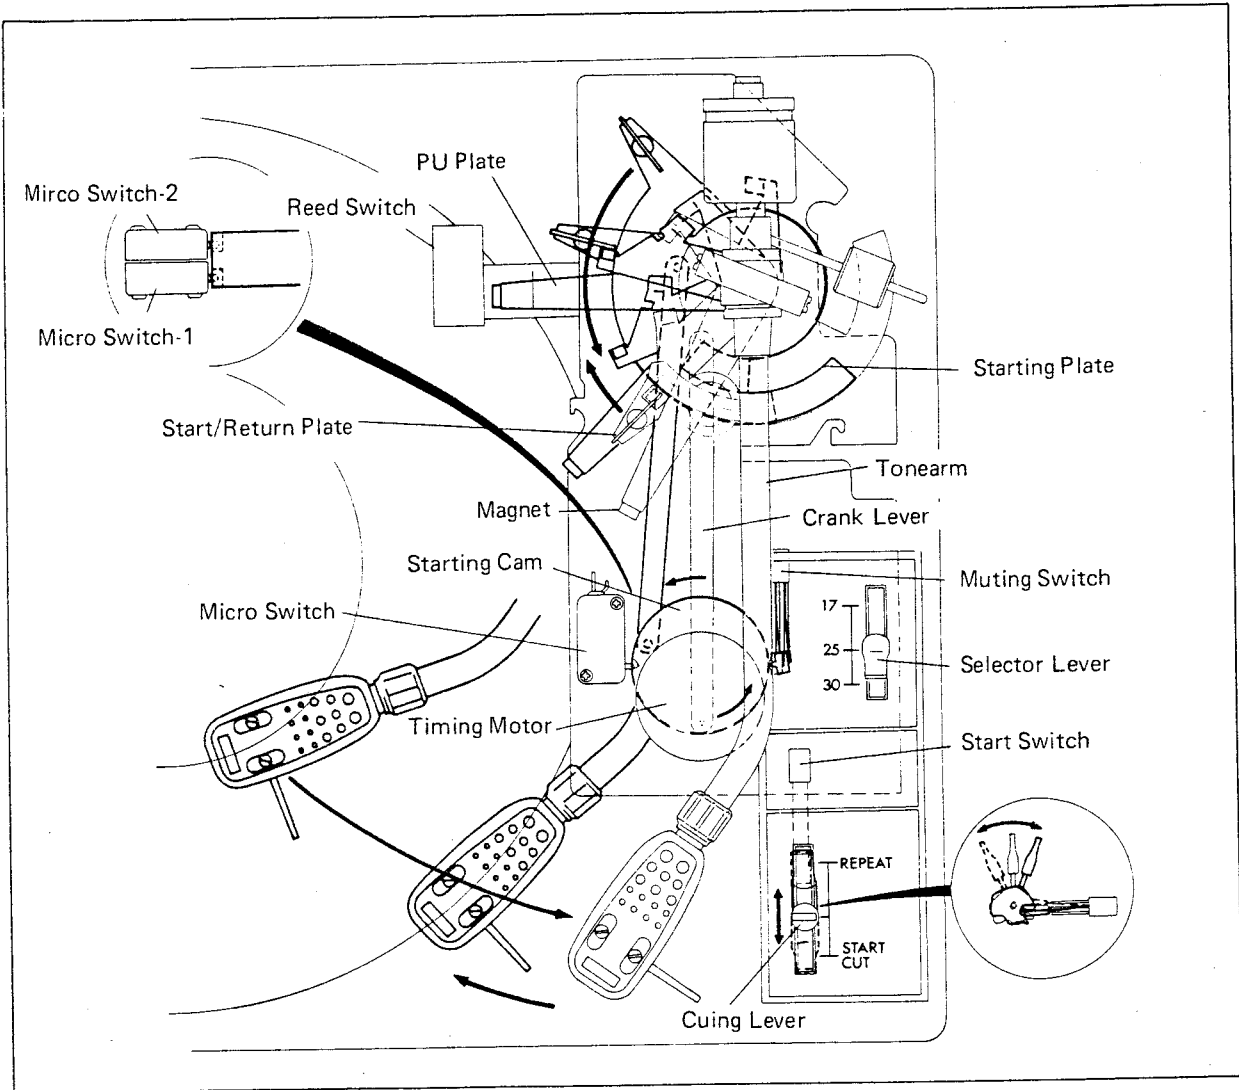 PU Plate
Mirco Switch-2
Reed Switch
Micro Switch-1
Starting Plate
Start/Return Plate
Tonearm
Magnet
Crank Lever
Starting Cam
Muting Switch
Micro Switch
17
25
Selector Lever
30
Timing Motor
Start Switch
REPEAT
START
CUT
Cuing Lever